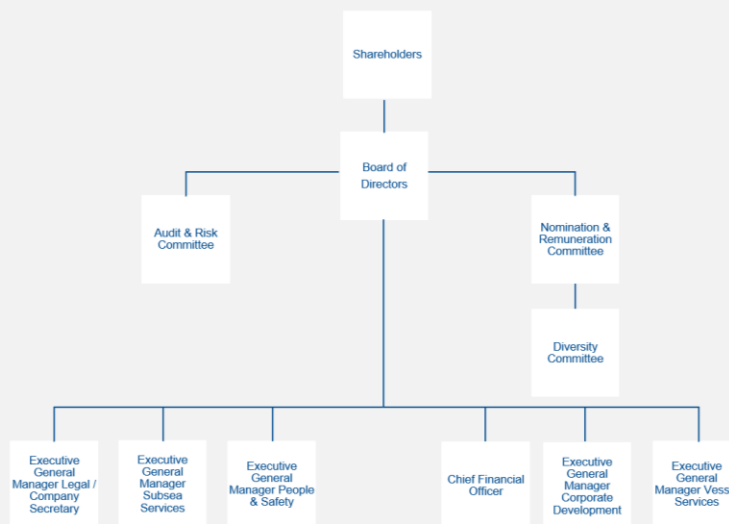 Shareholders
Board of
Directors
Audit & Risk
Committee
Nomination &
Remuneration
Committee
Diversity
Committee
Executive
General
Manager Legal /
Company
Secretary
Executive
General
Manager
Subsea
Services
Executive
General
Manager People
& Safety
Chief Financial
Officer
Executive
General
Manager
Corporate
Development
Executive
General
Manager Vess
Services